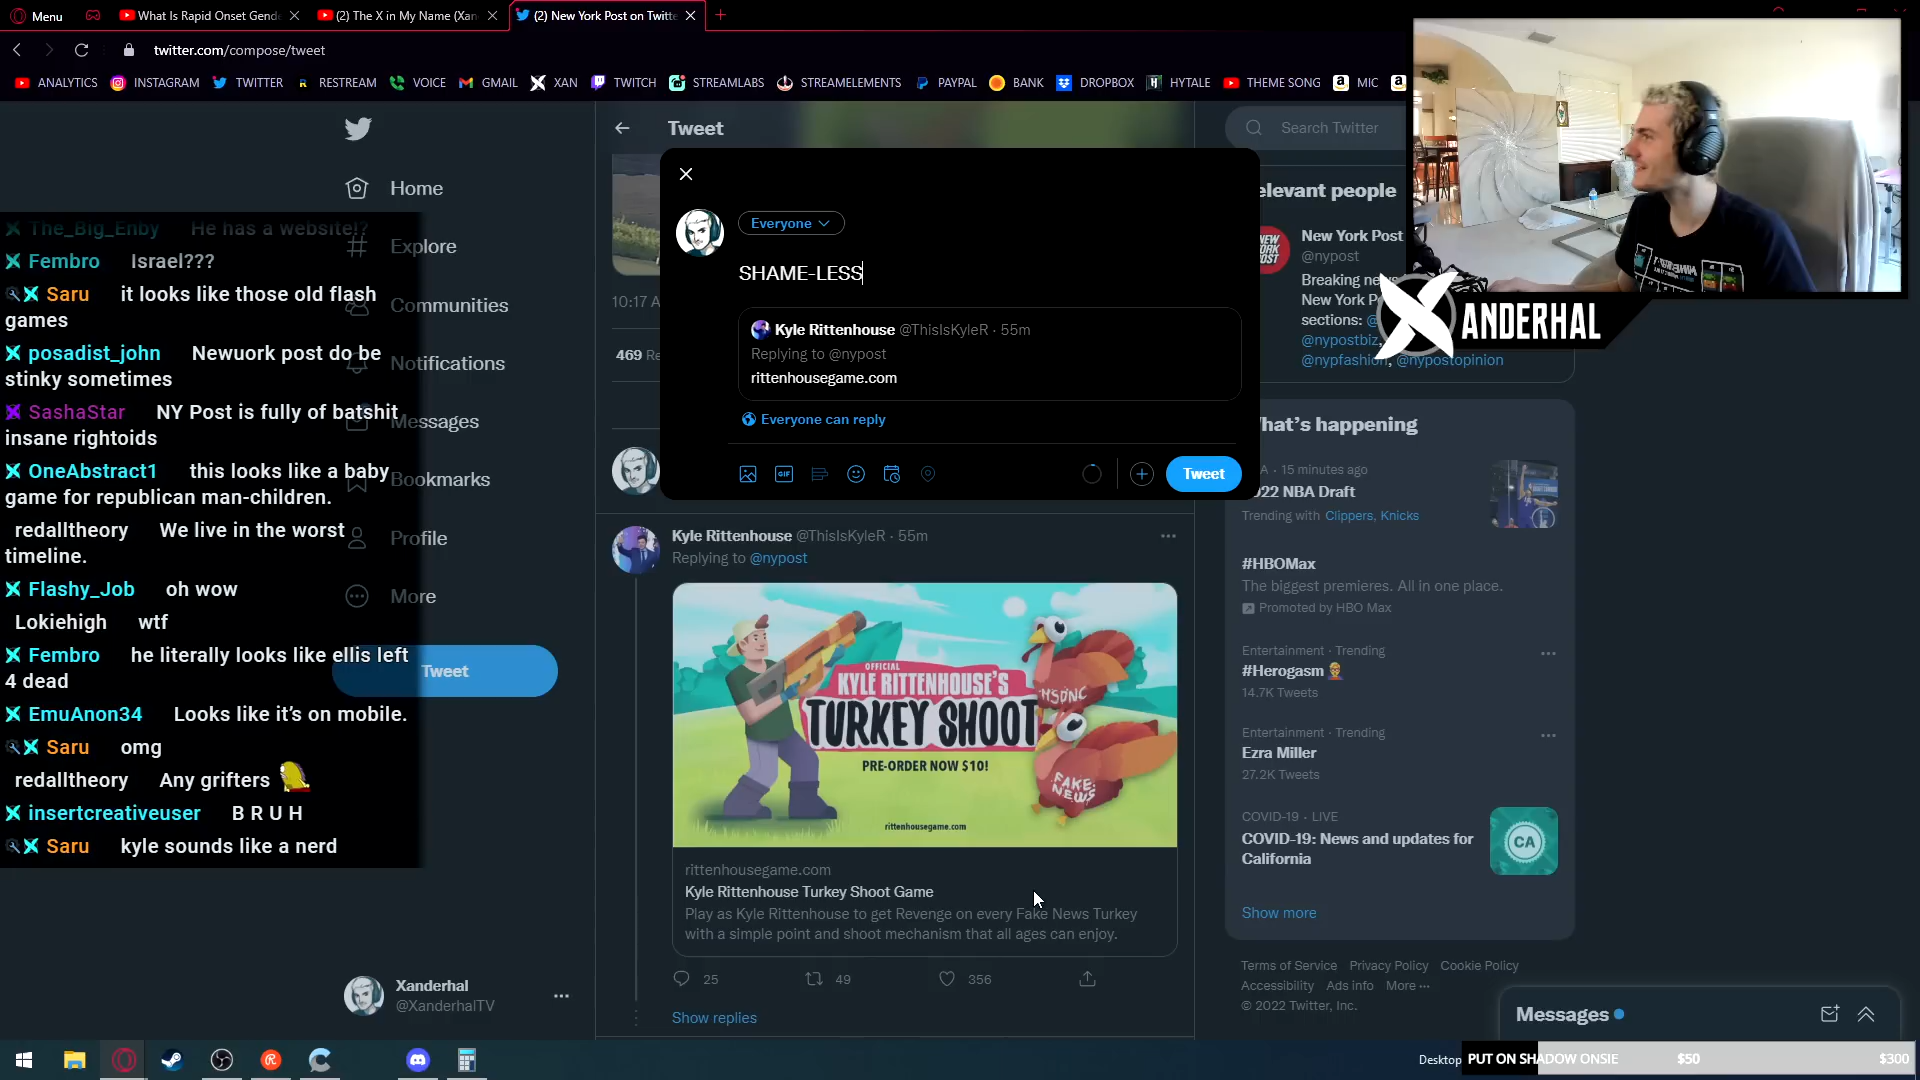 Menu
What Is Rapid Onset Gende
(2) The X in My Name (Xan
(2) New York Post on Twitte
twitter.com/compose/tweet
ANALYTICS INSTAGRAM TWITTER RESTREAM VOICE GMAIL XAN TWITCH STREAMLABS STREAMELEMENTS PAYPAL BANK DROPBOX HYTALE THEME SONG MIC
Home
Explore
Communities
Notifications
Messages
Bookmarks
Profile
More
Tweet
Xanderhal
@XanderhalTV
The_Big_Enby He has a website!?
Fembro Israel???
Saru it looks like those old flash
games
posadist_john Newuork post do be
stinky sometimes
SashaStar NY Post is fully of batshit
insane rightoids
OneAbstract1 this looks like a baby
game for republican man-children.
redalltheory We live in the worst
timeline.
Flashy_Job oh wow
Lokiehigh wtf
Fembro he literally looks like ellis left
4 dead
EmuAnon34 Looks like it's on mobile.
Saru omg
redalltheory Any grifters
insertcreativeuser B R U H
Saru kyle sounds like a nerd
Tweet
10:17 A
469 Re
Everyone
SHAME-LESS
Kyle Rittenhouse @ThisIsKyleR · 55m
Replying to @nypost
rittenhousegame.com
Everyone can reply
GIF
Tweet
Kyle Rittenhouse @ThisIsKyleR · 55m
Replying to @nypost
OFFICIAL
KYLE RITTENHOUSE'S
TURKEY SHOOT
PRE-ORDER NOW $10!
MSDNC
FAKE
NEWS
rittenhousegame.com
rittenhousegame.com
Kyle Rittenhouse Turkey Shoot Game
Play as Kyle Rittenhouse to get Revenge on every Fake News Turkey
with a simple point and shoot mechanism that all ages can enjoy.
25 49 356
Show replies
Search Twitter
elevant people
NEW
YORK
POST
New York Post
@nypost
Breaking ne
New York P
sections: @
@nypostbiz,
@nypfashion, @nypostopinion
ANDERHAL
hat's happening
A · 15 minutes ago
022 NBA Draft
Trending with Clippers, Knicks
#HBOMax
The biggest premieres. All in one place.
Promoted by HBO Max
Entertainment · Trending
#Herogasm
14.7K Tweets
Entertainment · Trending
Ezra Miller
27.2K Tweets
COVID-19 · LIVE
COVID-19: News and updates for
California
CA
Show more
Terms of Service Privacy Policy Cookie Policy
Accessibility Ads info More ···
© 2022 Twitter, Inc.
Messages
Desktop
PUT ON SHADOW ONSIE $50 $300